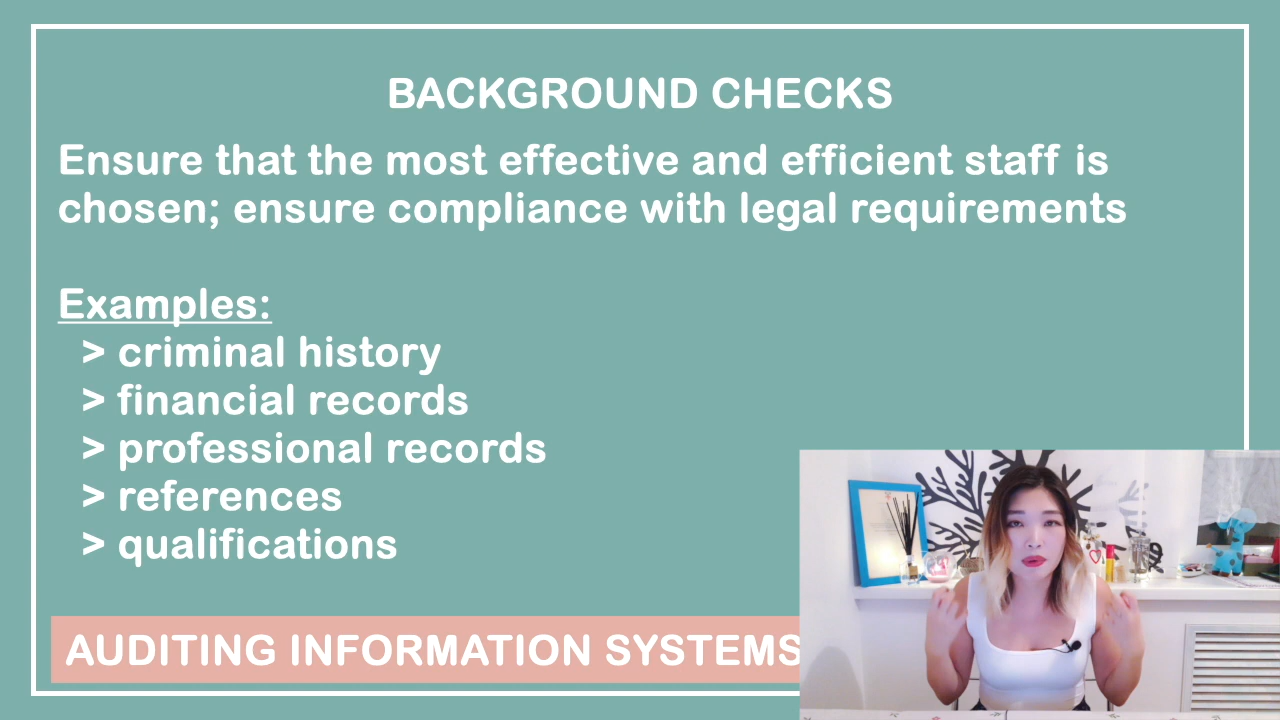 BACKGROUND CHECKS
Ensure that the most effective and efficient staff is
chosen; ensure compliance with legal requirements
Examples:
> criminal history
> financial records
> professional records
> references
> qualifications
AUDITING INFORMATION SYSTEMS